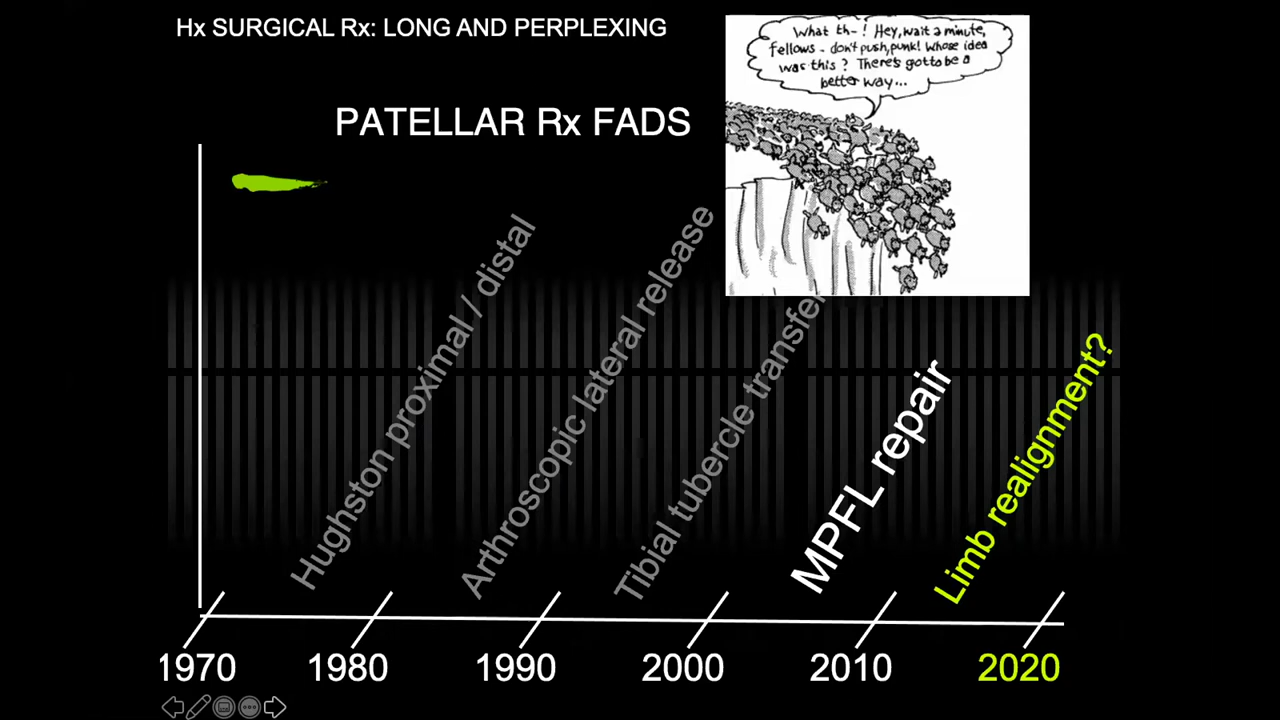 Hx SURGICAL Rx: LONG AND PERPLEXING
What th-! Hey, wait a minute,
fellows - don't push, punk! Whose idea
was this? There's got to be a
better way...
PATELLAR Rx FADS
Hughston proximal / distal
Arthroscopic lateral release
Tibial tubercle transfer
MPFL repair
Limb realignment?
1970
1980
1990
2000
2010
2020